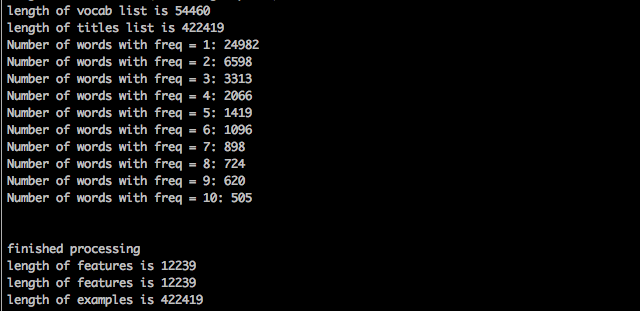 length of vocab list is 54460
length of titles list is 422419
Number of words with freq = 1: 24982
Number of words with freq = 2: 6598
Number of words with freq = 3: 3313
Number of words with freq = 4: 2066
Number of words with freq = 5: 1419
Number of words with freq = 6: 1096
Number of words with freq = 7: 898
Number of words with freq = 8: 724
Number of words with freq = 9: 620
Number of words with freq = 10: 505
finished processing
length of features is 12239
length of features is 12239
length of examples is 422419